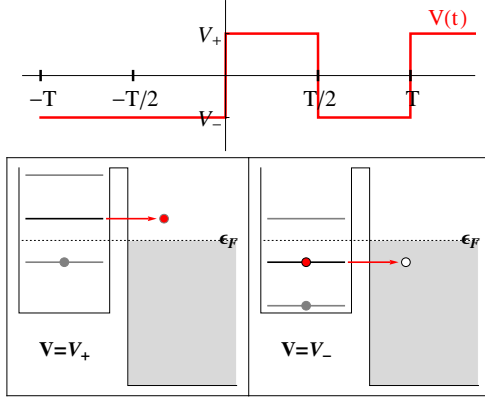 V(t)
V₊
−T −T/2 T/2 T
V₋
ϵF ϵF
V=V₊ V=V₋